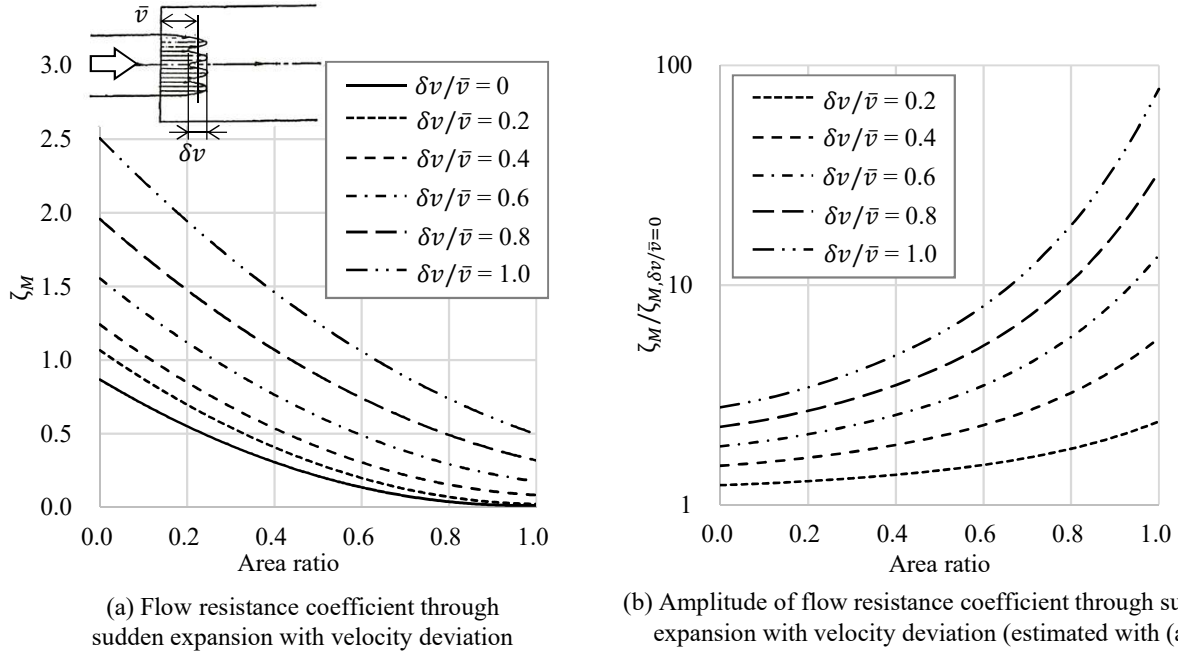 v̄
δv
3.0
2.5
2.0
1.5
1.0
0.5
0.0
ζ_M
δv/v̄ = 0
δv/v̄ = 0.2
δv/v̄ = 0.4
δv/v̄ = 0.6
δv/v̄ = 0.8
δv/v̄ = 1.0
0.0 0.2 0.4 0.6 0.8 1.0
Area ratio
(a) Flow resistance coefficient through
sudden expansion with velocity deviation
100
10
1
ζ_M/ζ_{M,δv/v̄=0}
δv/v̄ = 0.2
δv/v̄ = 0.4
δv/v̄ = 0.6
δv/v̄ = 0.8
δv/v̄ = 1.0
0.0 0.2 0.4 0.6 0.8 1.0
Area ratio
(b) Amplitude of flow resistance coefficient through su
expansion with velocity deviation (estimated with (a